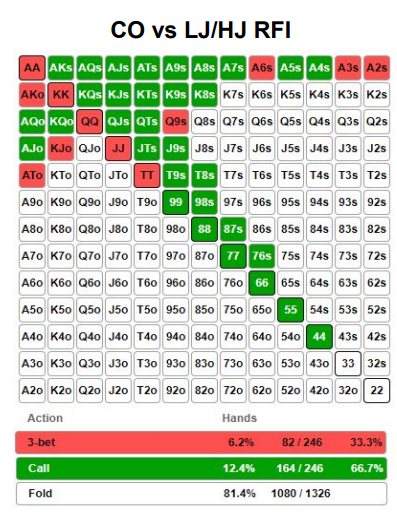 CO vs LJ/HJ RFI
AA AKs AQs AJs ATs A9s A8s A7s A6s A5s A4s A3s A2s
AKo KK KQs KJs KTs K9s K8s K7s K6s K5s K4s K3s K2s
AQo KQo QQ QJs QTs Q9s Q8s Q7s Q6s Q5s Q4s Q3s Q2s
AJo KJo QJo JJ JTs J9s J8s J7s J6s J5s J4s J3s J2s
ATo KTo QTo JTo TT T9s T8s T7s T6s T5s T4s T3s T2s
A9o K9o Q9o J9o T9o 99 98s 97s 96s 95s 94s 93s 92s
A8o K8o Q8o J8o T8o 98o 88 87s 86s 85s 84s 83s 82s
A7o K7o Q7o J7o T7o 97o 87o 77 76s 75s 74s 73s 72s
A6o K6o Q6o J6o T6o 96o 86o 76o 66 65s 64s 63s 62s
A5o K5o Q5o J5o T5o 95o 85o 75o 65o 55 54s 53s 52s
A4o K4o Q4o J4o T4o 94o 84o 74o 64o 54o 44 43s 42s
A3o K3o Q3o J3o T3o 93o 83o 73o 63o 53o 43o 33 32s
A2o K2o Q2o J2o T2o 92o 82o 72o 62o 52o 42o 32o 22
Action Hands
3-bet 6.2% 82 / 246 33.3%
Call 12.4% 164 / 246 66.7%
Fold 81.4% 1080 / 1326